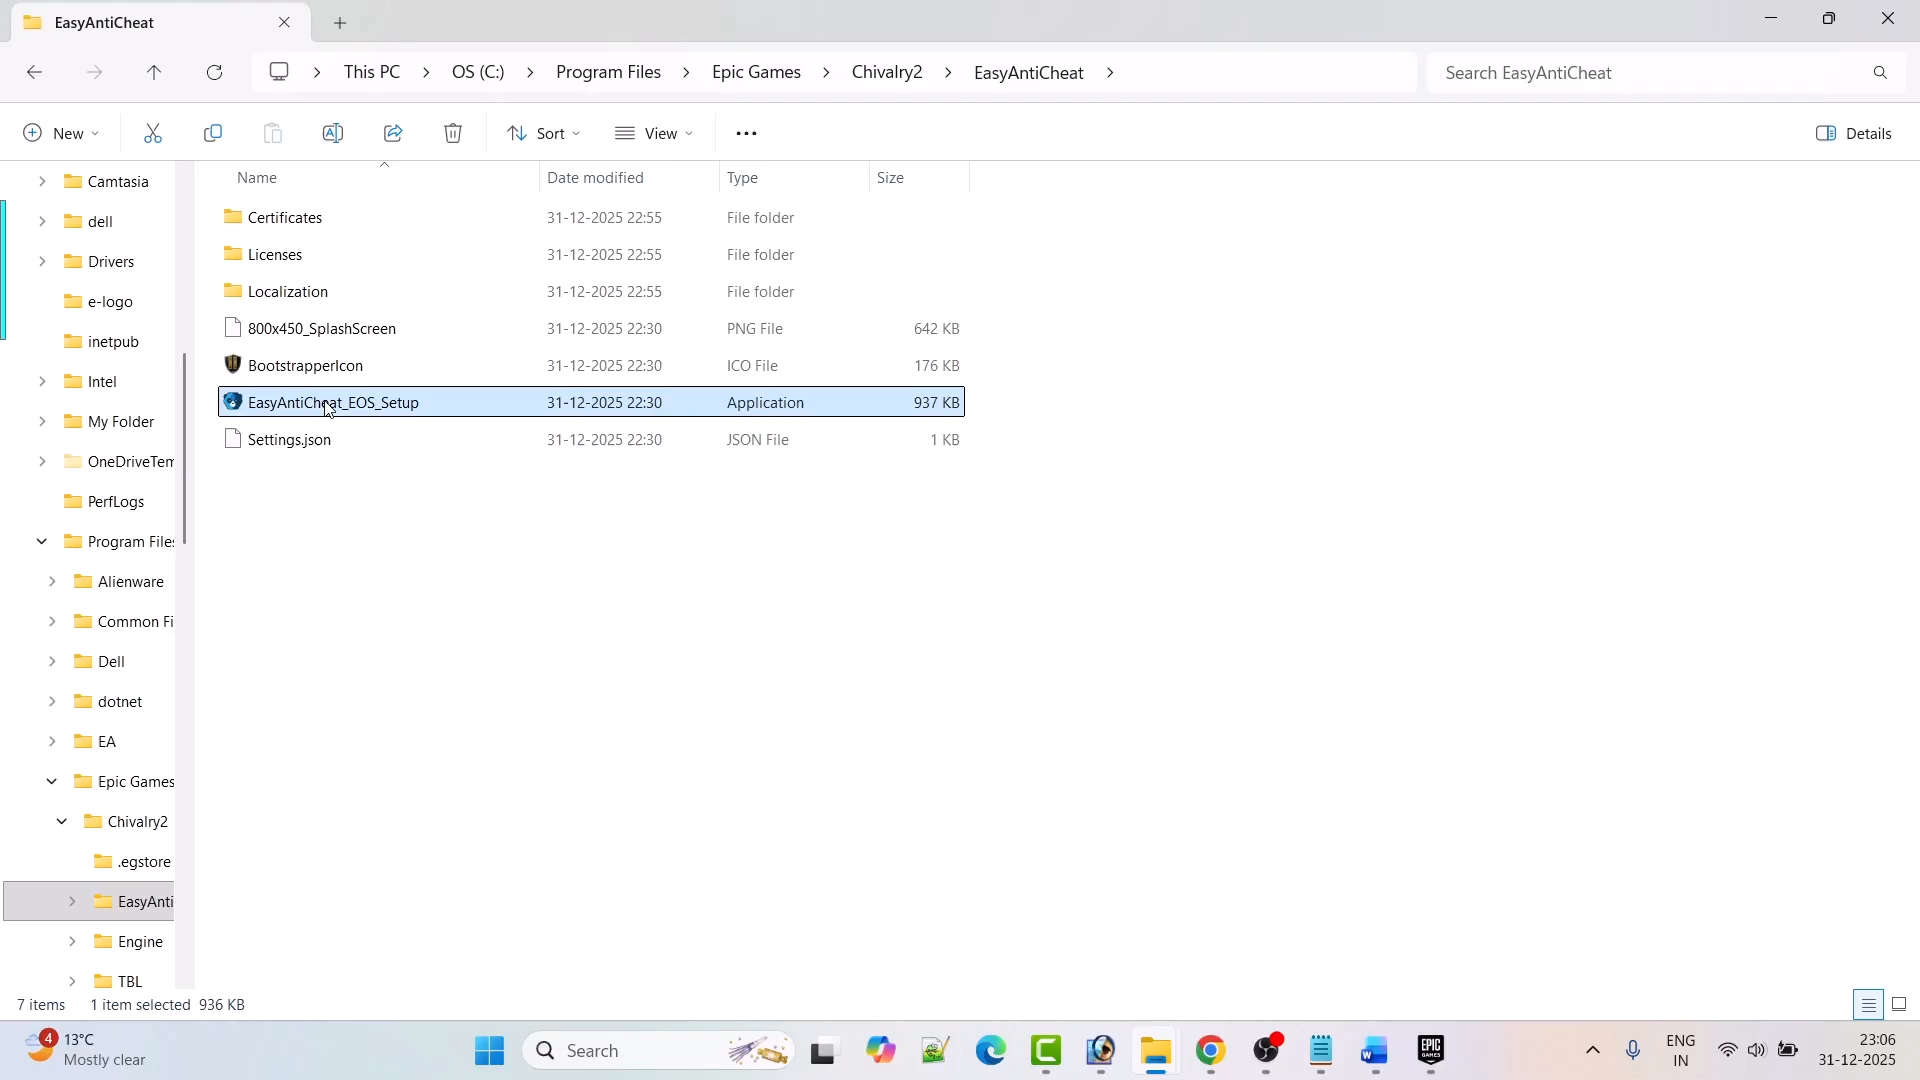 EasyAntiCheat
This PC
OS (C:)
Program Files
Epic Games
Chivalry2
EasyAntiCheat
Search EasyAntiCheat
New
Sort
View
Details
Name
Date modified
Type
Size
Camtasia
dell
Drivers
e-logo
inetpub
Intel
My Folder
OneDriveTem
PerfLogs
Program Files
Alienware
Common Fi
Dell
dotnet
EA
Epic Games
Chivalry2
.egstore
EasyAnti
Engine
TBL
Certificates 31-12-2025 22:55 File folder
Licenses 31-12-2025 22:55 File folder
Localization 31-12-2025 22:55 File folder
800x450_SplashScreen 31-12-2025 22:30 PNG File 642 KB
BootstrapperIcon 31-12-2025 22:30 ICO File 176 KB
EasyAntiCheat_EOS_Setup 31-12-2025 22:30 Application 937 KB
Settings.json 31-12-2025 22:30 JSON File 1 KB
7 items 1 item selected 936 KB
4
13°C
Mostly clear
Search
W
EPIC
GAMES
ENG
IN
23:06
31-12-2025